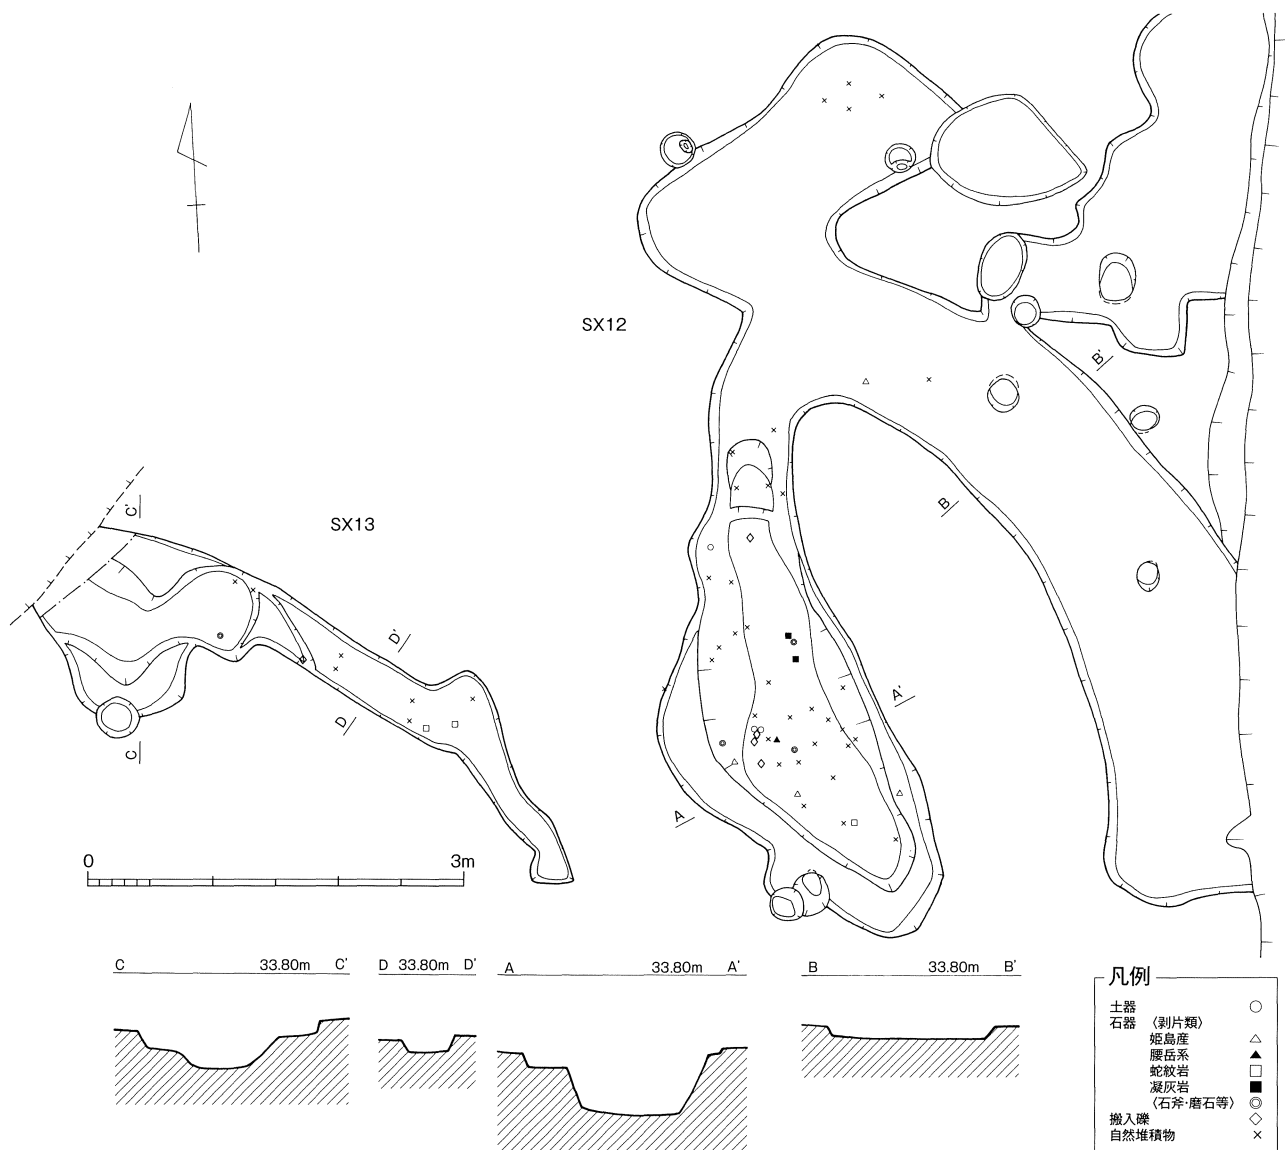 SX12
B'
B
SX13
C'
D'
D
C
A'
A
0 3m
C 33.80m C'
D 33.80m D'
A 33.80m A'
B 33.80m B'
凡例
土器 ○
石器 〈剥片類〉
姫島産 △
腰岳系 ▲
蛇紋岩 □
凝灰岩 ■
〈石斧・磨石等〉 ◎
搬入礫 ◇
自然堆積物 ×